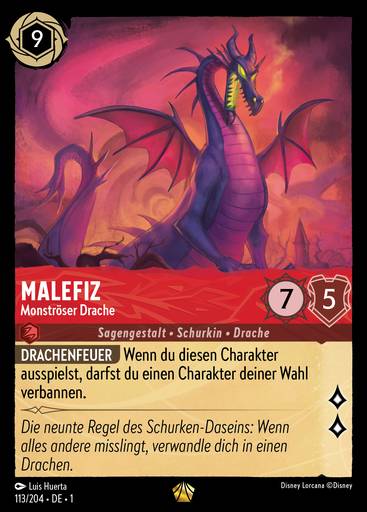 9
MALEFIZ
Monströser Drache
7
5
Sagengestalt • Schurkin • Drache
DRACHENFEUER Wenn du diesen Charakter
ausspielst, darfst du einen Charakter deiner Wahl
verbannen.
Die neunte Regel des Schurken-Daseins: Wenn
alles andere misslingt, verwandle dich in einen
Drachen.
Luis Huerta
113/204 • DE • 1
Disney Lorcana ©Disney